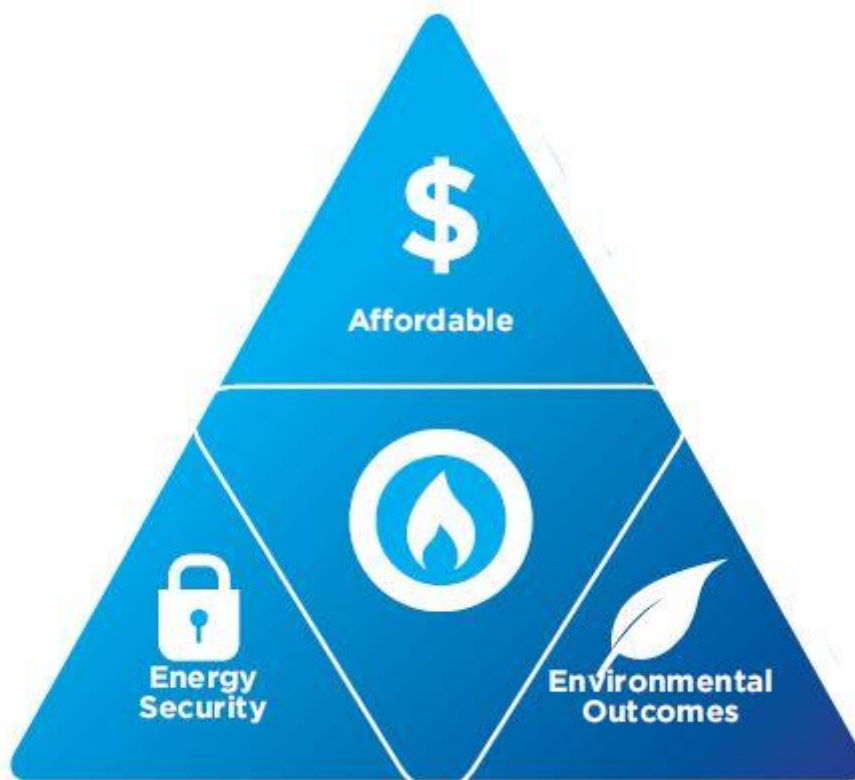 $
Affordable
Energy
Security
Environmental
Outcomes